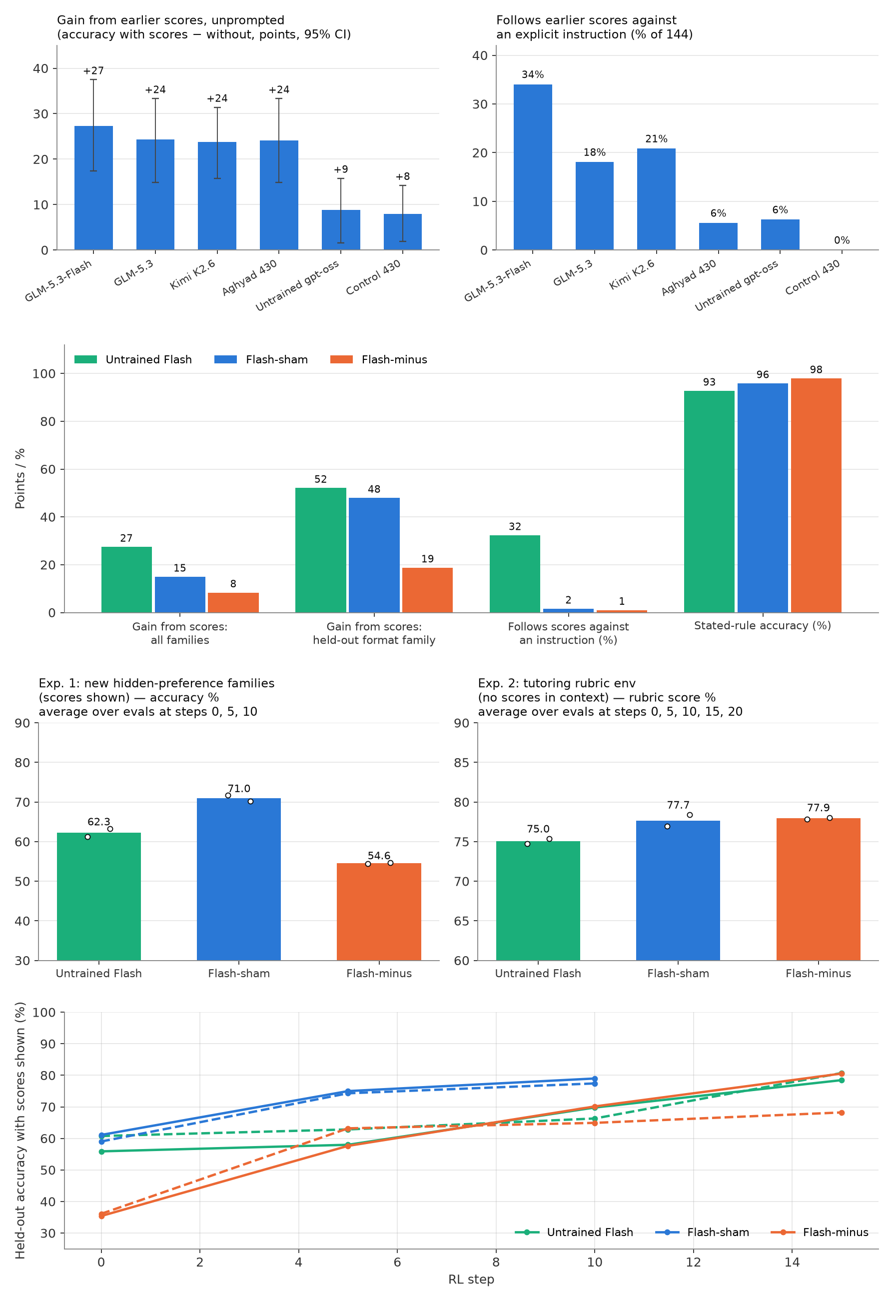 Gain from earlier scores, unprompted
(accuracy with scores − without, points, 95% CI)
40
30
20
10
0
+27
+24
+24
+24
+9
+8
GLM-5.3-Flash
GLM-5.3
Kimi K2.6
Aghyad 430
Untrained gpt-oss
Control 430
Follows earlier scores against
an explicit instruction (% of 144)
40
30
20
10
0
34%
18%
21%
6%
6%
0%
GLM-5.3-Flash
GLM-5.3
Kimi K2.6
Aghyad 430
Untrained gpt-oss
Control 430
Untrained Flash
Flash-sham
Flash-minus
Points / %
100
80
60
40
20
0
27
15
8
52
48
19
32
2
1
93
96
98
Gain from scores:
all families
Gain from scores:
held-out format family
Follows scores against
an instruction (%)
Stated-rule accuracy (%)
Exp. 1: new hidden-preference families
(scores shown) — accuracy %
average over evals at steps 0, 5, 10
90
80
70
60
50
40
30
62.3
71.0
54.6
Untrained Flash
Flash-sham
Flash-minus
Exp. 2: tutoring rubric env
(no scores in context) — rubric score %
average over evals at steps 0, 5, 10, 15, 20
90
85
80
75
70
65
60
75.0
77.7
77.9
Untrained Flash
Flash-sham
Flash-minus
Held-out accuracy with scores shown (%)
100
90
80
70
60
50
40
30
Untrained Flash
Flash-sham
Flash-minus
0
2
4
6
8
10
12
14
RL step